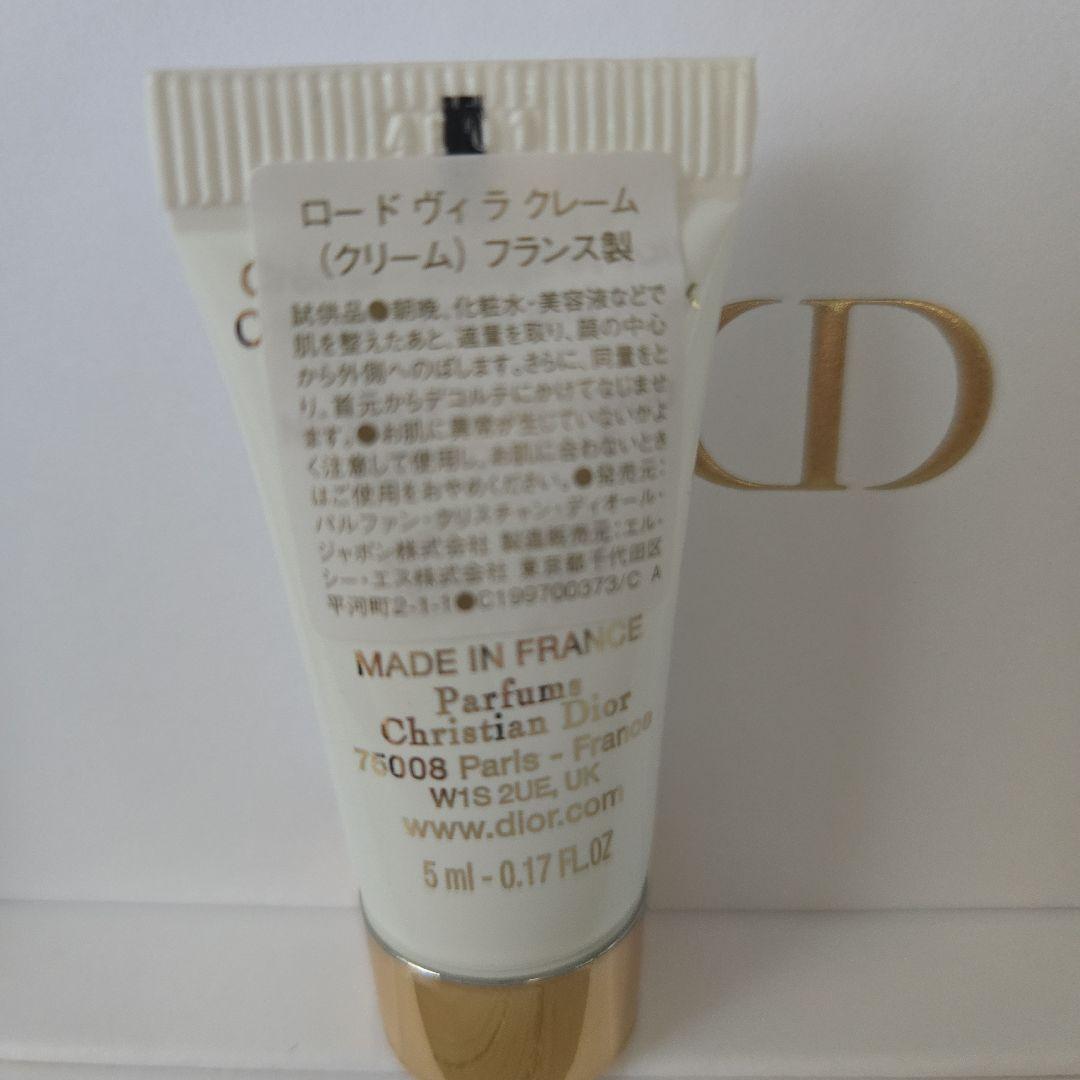 ロード ヴィ ラ クレーム
(クリーム) フランス製
試供品●朝晩、化粧水・美容液などで
肌を整えたあと、適量を取り、顔の中心
から外側へのばします。さらに、同量をと
り、首元からデコルテにかけてなじませ
ます。●お肌に異常が生じていないかよ
く注意して使用し、お肌に合わないとき
はご使用をおやめください。●発売元:
パルファン・クリスチャン・ディオール・
ジャポン株式会社 製造販売元:エル・
シー・エス株式会社 東京都千代田区
平河町2-1-1●C199700373/C A
MADE IN FRANCE
Parfums
Christian Dior
75008 Paris - France
W1S 2UE, UK
www.dior.com
5 ml - 0.17 FL.OZ
CD